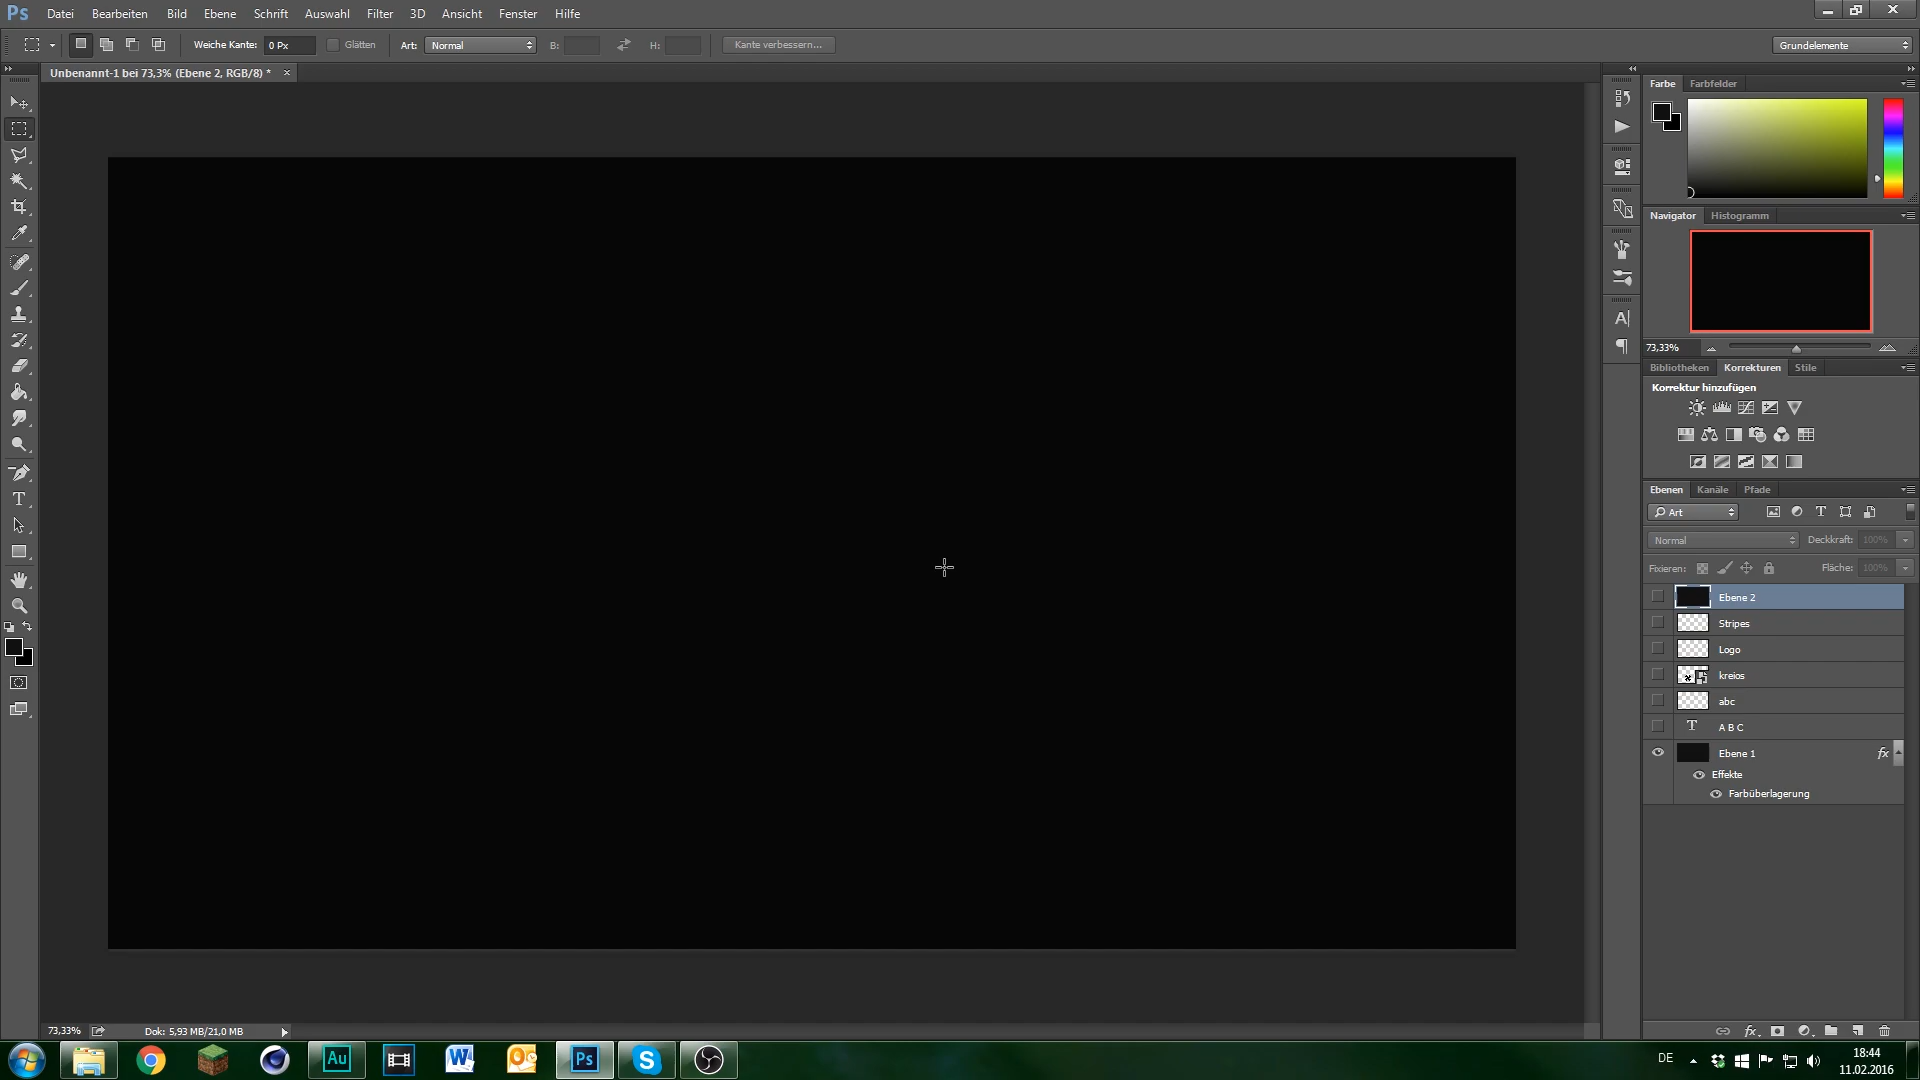 Ps Datei Bearbeiten Bild Ebene Schrift Auswahl Filter 3D Ansicht Fenster Hilfe
Weiche Kante: 0 Px Glätten Art: Normal B: H: Kante verbessern... Grundelemente
Unbenannt-1 bei 73,3% (Ebene 2, RGB/8) *
Farbe Farbfelder
Navigator Histogramm
73,33%
Bibliotheken Korrekturen Stile
Korrektur hinzufügen
Ebenen Kanäle Pfade
Art
Normal Deckkraft: 100%
Fixieren: Fläche: 100%
Ebene 2
Stripes
Logo
kreios
abc
A B C
Ebene 1 fx
Effekte
Farbüberlagerung
73,33% Dok: 5,93 MB/21,0 MB
fx
Au W Ps S DE 18:44
11.02.2016